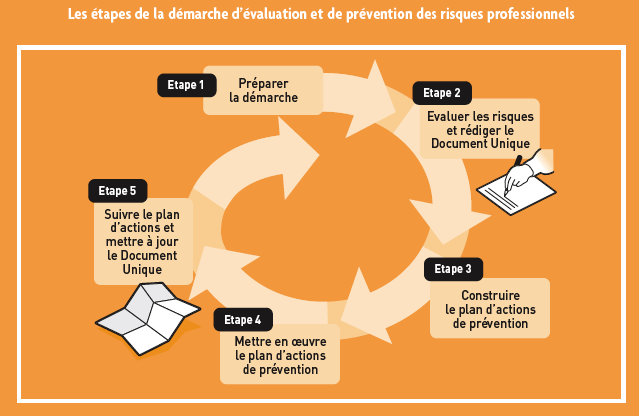 Les étapes de la démarche d'évaluation et de prévention des risques professionnels
Etape 1
Préparer
la démarche
Etape 2
Evaluer les risques
et rédiger le
Document Unique
Etape 3
Construire
le plan d'actions
de prévention
Etape 4
Mettre en œuvre
le plan d'actions
de prévention
Etape 5
Suivre le plan
d'actions et
mettre à jour
le Document
Unique